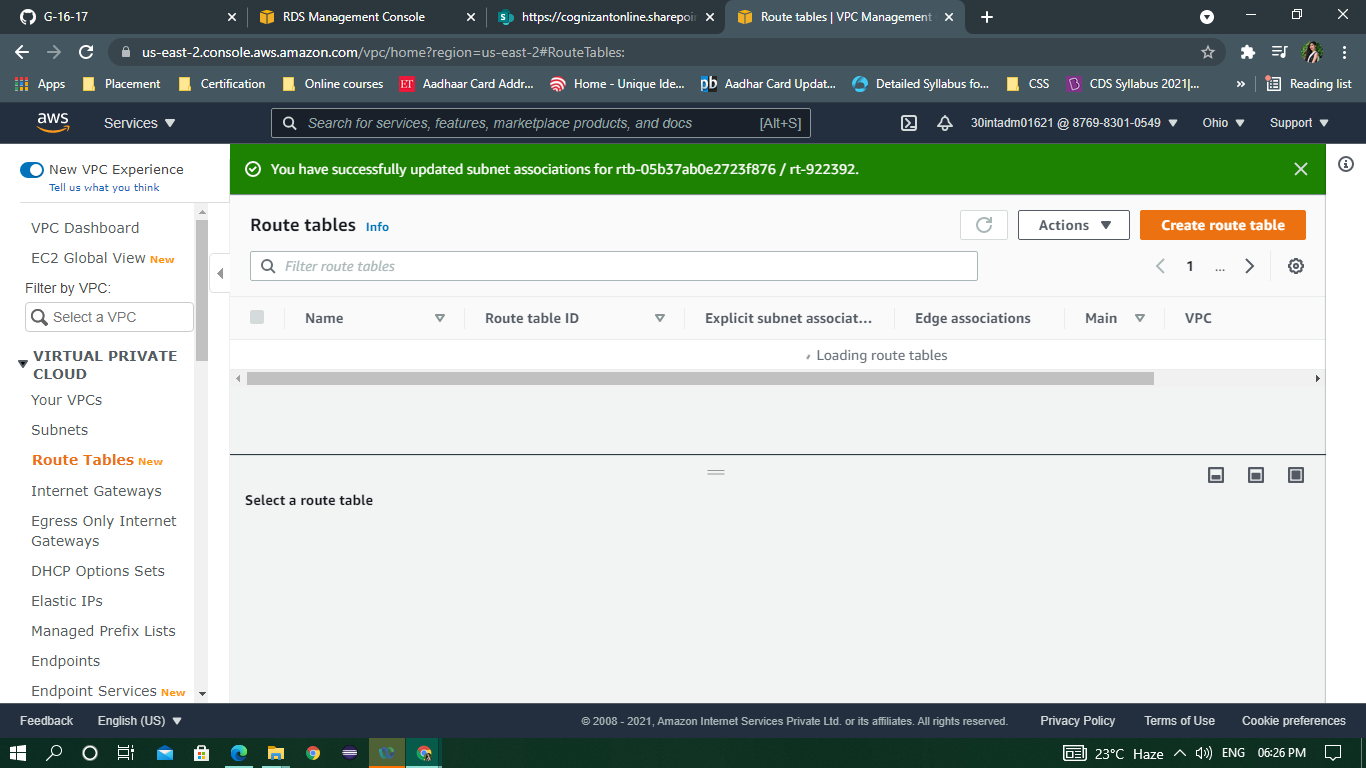 G-16-17
RDS Management Console
https://cognizantonline.sharepoi
Route tables | VPC Management
us-east-2.console.aws.amazon.com/vpc/home?region=us-east-2#RouteTables:
Apps
Placement
Certification
Online courses
ET
Aadhaar Card Addr...
Home - Unique Ide...
pb
Aadhar Card Updat...
Detailed Syllabus fo...
CSS
CDS Syllabus 2021|...
»
Reading list
aws
Services
Search for services, features, marketplace products, and docs
[Alt+S]
30intadm01621 @ 8769-8301-0549
Ohio
Support
New VPC Experience
Tell us what you think
You have successfully updated subnet associations for rtb-05b37ab0e2723f876 / rt-922392.
VPC Dashboard
EC2 Global View New
Filter by VPC:
Select a VPC
VIRTUAL PRIVATE
CLOUD
Your VPCs
Subnets
Route Tables New
Internet Gateways
Egress Only Internet
Gateways
DHCP Options Sets
Elastic IPs
Managed Prefix Lists
Endpoints
Endpoint Services New
Route tables Info
Actions
Create route table
Filter route tables
1 ...
Name
Route table ID
Explicit subnet associat...
Edge associations
Main
VPC
Loading route tables
Select a route table
Feedback
English (US)
© 2008 - 2021, Amazon Internet Services Private Ltd. or its affiliates. All rights reserved.
Privacy Policy
Terms of Use
Cookie preferences
23°C Haze
ENG
06:26 PM